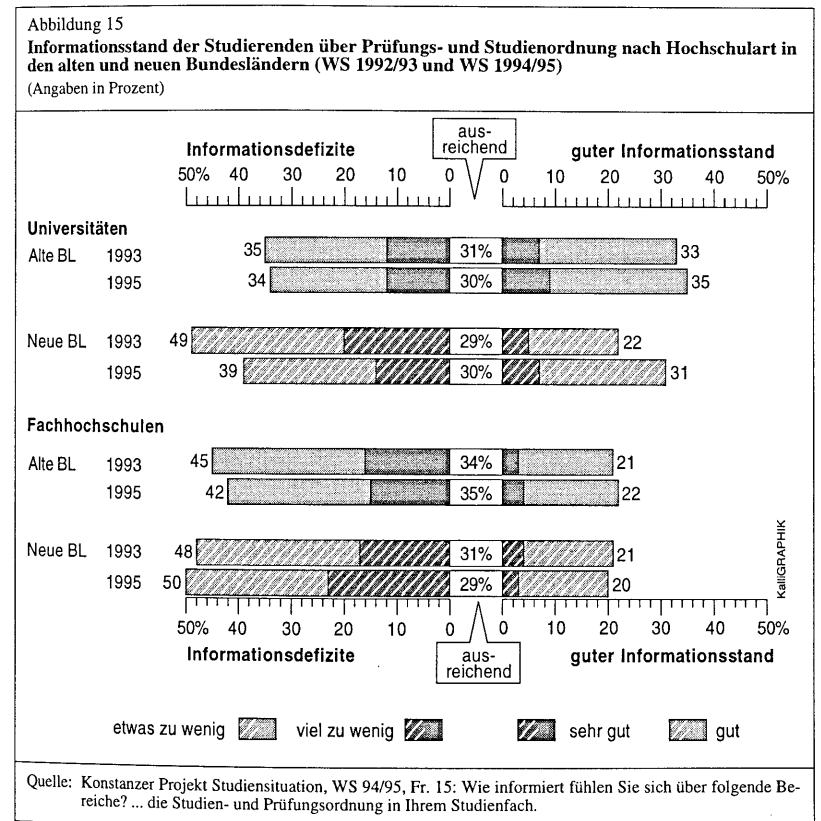 Abbildung 15
Informationsstand der Studierenden über Prüfungs- und Studienordnung nach Hochschulart in
den alten und neuen Bundesländern (WS 1992/93 und WS 1994/95)
(Angaben in Prozent)
aus-
reichend
Informationsdefizite guter Informationsstand
50% 40 30 20 10 0 0 10 20 30 40 50%
Universitäten
Alte BL 1993 35 31% 33
1995 34 30% 35
Neue BL 1993 49 29% 22
1995 39 30% 31
Fachhochschulen
Alte BL 1993 45 34% 21
1995 42 35% 22
Neue BL 1993 48 31% 21
1995 50 29% 20
KalliGRAPHIK
50% 40 30 20 10 0 0 10 20 30 40 50%
Informationsdefizite guter Informationsstand
aus-
reichend
etwas zu wenig viel zu wenig sehr gut gut
Quelle: Konstanzer Projekt Studiensituation, WS 94/95, Fr. 15: Wie informiert fühlen Sie sich über folgende Be-
reiche? ... die Studien- und Prüfungsordnung in Ihrem Studienfach.